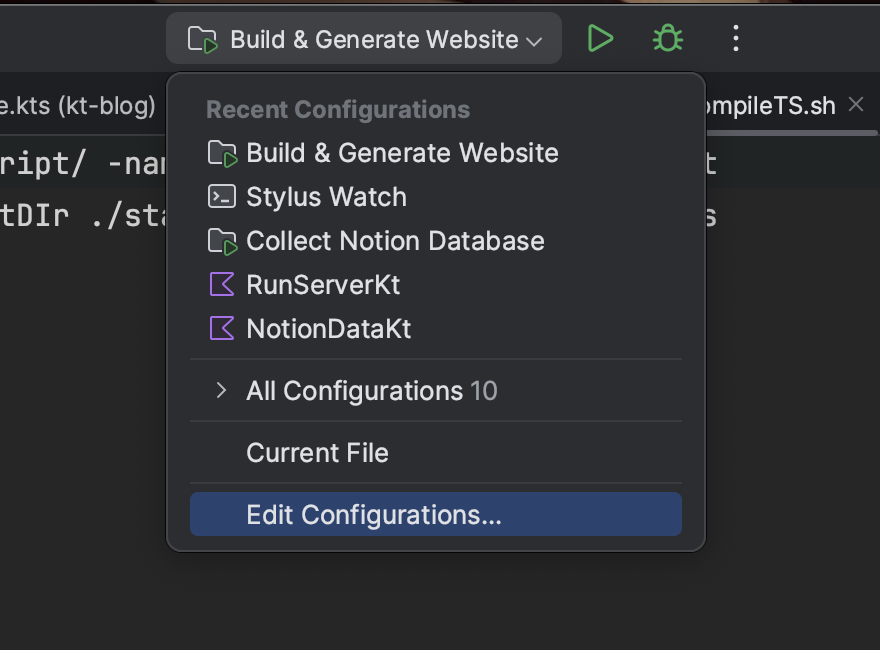 Build & Generate Website
e.kts (kt-blog)
ompileTS.sh
Recent Configurations
Build & Generate Website
ript/ -nam
t
Stylus Watch
tDIr ./sta
s
Collect Notion Database
RunServerKt
NotionDataKt
All Configurations 10
Current File
Edit Configurations...